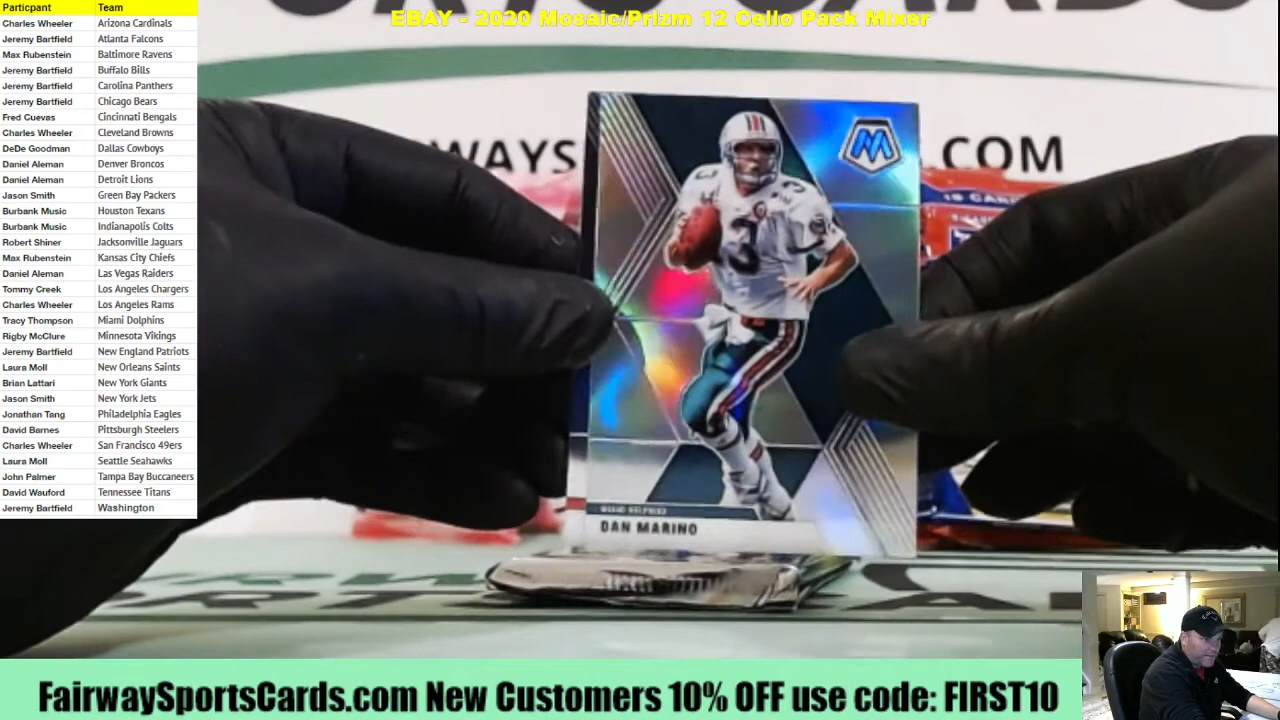 Particpant Team
Charles Wheeler Arizona Cardinals
Jeremy Bartfield Atlanta Falcons
Max Rubenstein Baltimore Ravens
Jeremy Bartfield Buffalo Bills
Jeremy Bartfield Carolina Panthers
Jeremy Bartfield Chicago Bears
Fred Cuevas Cincinnati Bengals
Charles Wheeler Cleveland Browns
DeDe Goodman Dallas Cowboys
Daniel Aleman Denver Broncos
Daniel Aleman Detroit Lions
Jason Smith Green Bay Packers
Burbank Music Houston Texans
Burbank Music Indianapolis Colts
Robert Shiner Jacksonville Jaguars
Max Rubenstein Kansas City Chiefs
Daniel Aleman Las Vegas Raiders
Tommy Creek Los Angeles Chargers
Charles Wheeler Los Angeles Rams
Tracy Thompson Miami Dolphins
Rigby McClure Minnesota Vikings
Jeremy Bartfield New England Patriots
Laura Moll New Orleans Saints
Brian Lattari New York Giants
Jason Smith New York Jets
Jonathan Tang Philadelphia Eagles
David Barnes Pittsburgh Steelers
Charles Wheeler San Francisco 49ers
Laura Moll Seattle Seahawks
John Palmer Tampa Bay Buccaneers
David Wauford Tennessee Titans
Jeremy Bartfield Washington
EBAY - 2020 Mosaic/Prizm 12 Cello Pack Mixer
WAYS .COM
M
3 3
13
MIAMI DOLPHINS
DAN MARINO
FairwaySportsCards.com New Customers 10% OFF use code: FIRST10